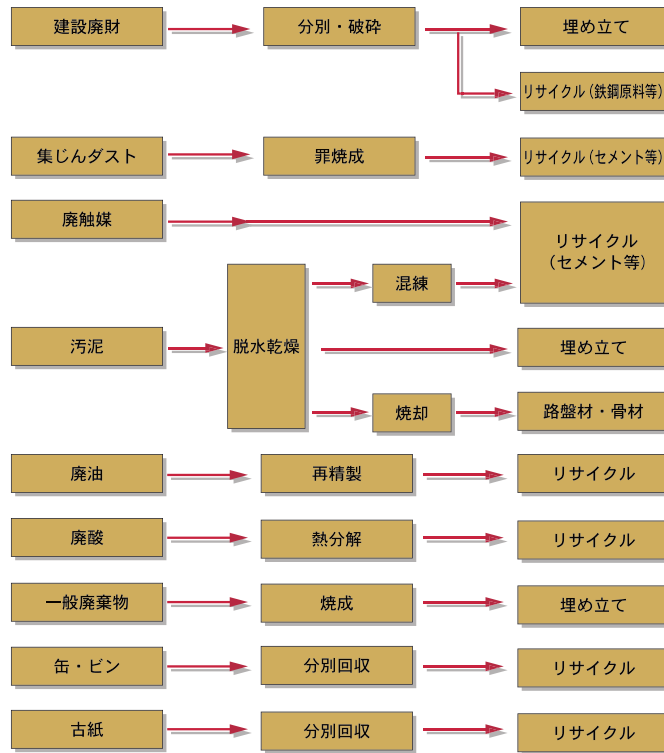 建設廃財
分別・破砕
埋め立て
リサイクル（鉄鋼原料等）
集じんダスト
罪焼成
リサイクル（セメント等）
廃触媒
リサイクル
（セメント等）
混練
汚泥
脱水乾燥
埋め立て
焼却
路盤材・骨材
廃油
再精製
リサイクル
廃酸
熱分解
リサイクル
一般廃棄物
焼成
埋め立て
缶・ビン
分別回収
リサイクル
古紙
分別回収
リサイクル